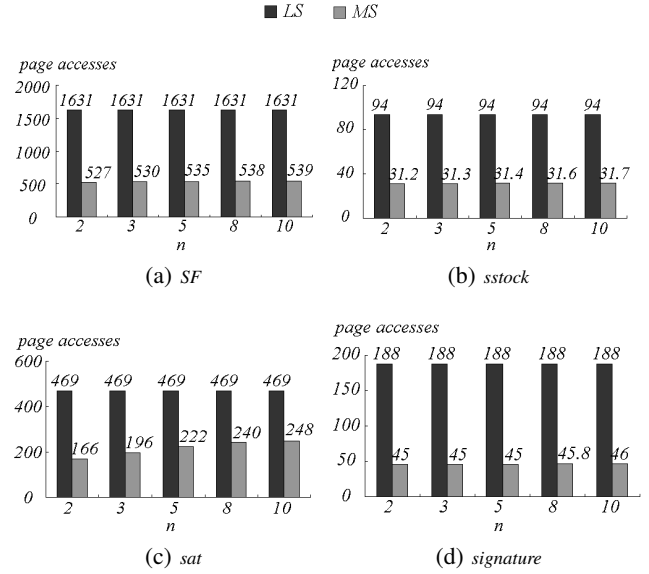 LS MS
page accesses
2000
1500
1000
500
0
1631 1631 1631 1631 1631
527 530 535 538 539
2 3 5 8 10
n
(a) SF
page accesses
120
80
40
0
94 94 94 94 94
31.2 31.3 31.4 31.6 31.7
2 3 5 8 10
n
(b) sstock
page accesses
600
400
200
0
469 469 469 469 469
166 196 222 240 248
2 3 5 8 10
n
(c) sat
page accesses
200
150
100
50
0
188 188 188 188 188
45 45 45 45.8 46
2 3 5 8 10
n
(d) signature